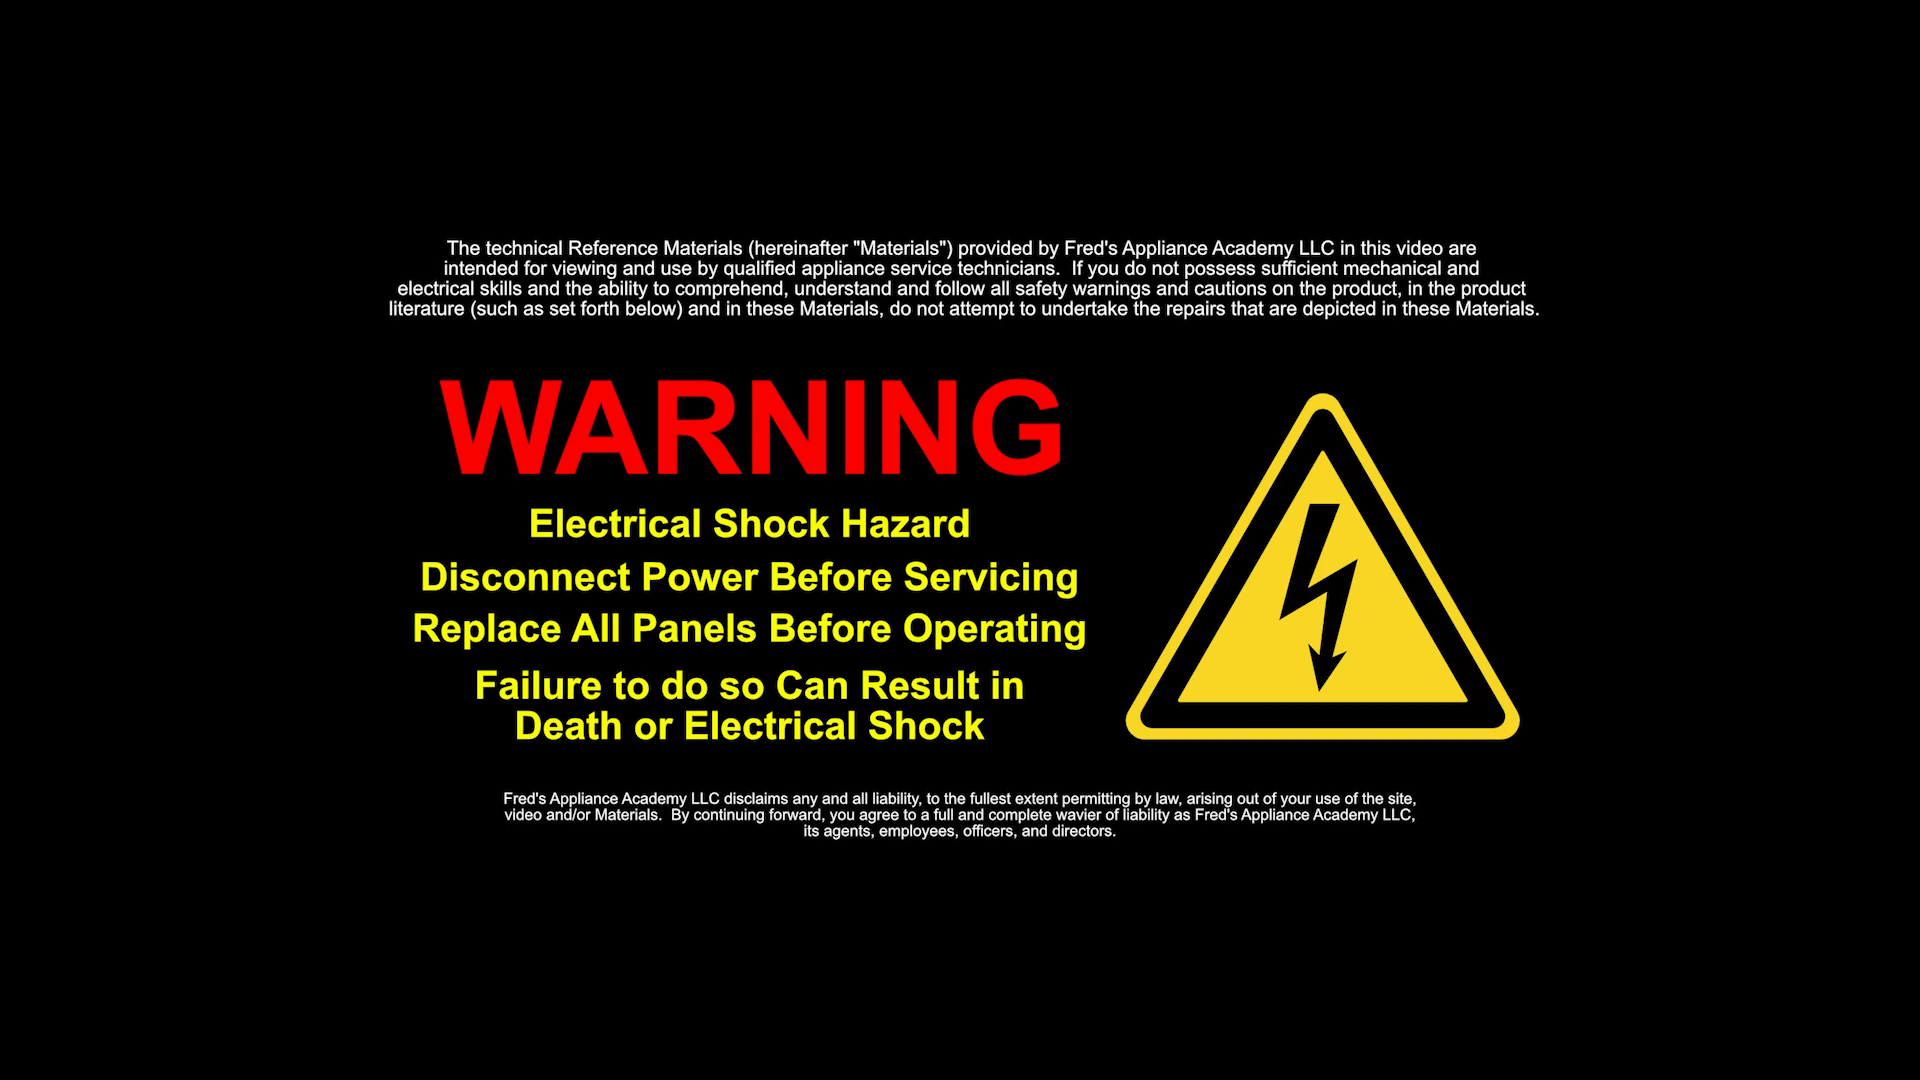 The technical Reference Materials (hereinafter "Materials") provided by Fred's Appliance Academy LLC in this video are
intended for viewing and use by qualified appliance service technicians.  If you do not possess sufficient mechanical and
electrical skills and the ability to comprehend, understand and follow all safety warnings and cautions on the product, in the product
literature (such as set forth below) and in these Materials, do not attempt to undertake the repairs that are depicted in these Materials.
WARNING
Electrical Shock Hazard
Disconnect Power Before Servicing
Replace All Panels Before Operating
Failure to do so Can Result in
Death or Electrical Shock
Fred's Appliance Academy LLC disclaims any and all liability, to the fullest extent permitting by law, arising out of your use of the site,
video and/or Materials.  By continuing forward, you agree to a full and complete wavier of liability as Fred's Appliance Academy LLC,
its agents, employees, officers, and directors.